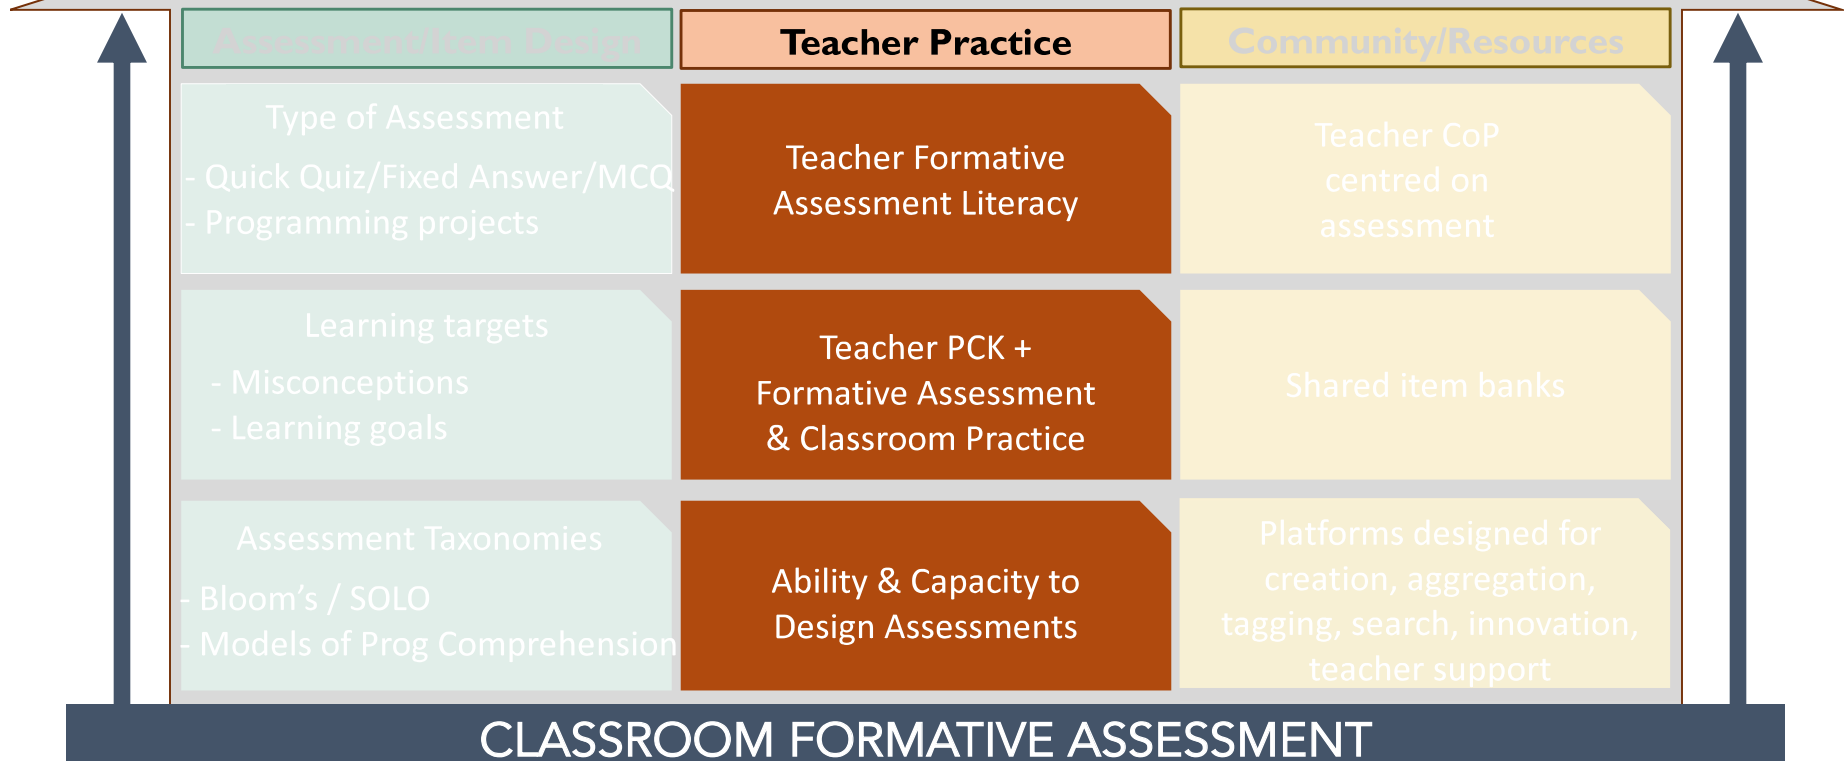 Assessment/Item Design
Type of Assessment
- Quick Quiz/Fixed Answer/MCQ
- Programming projects
Learning targets
- Misconceptions
- Learning goals
Assessment Taxonomies
- Bloom’s / SOLO
- Models of Prog Comprehension
Teacher Practice
Teacher Formative
Assessment Literacy
Teacher PCK +
Formative Assessment
& Classroom Practice
Ability & Capacity to
Design Assessments
Community/Resources
Teacher CoP
centred on
assessment
Shared item banks
Platforms designed for
creation, aggregation,
tagging, search, innovation,
teacher support
CLASSROOM FORMATIVE ASSESSMENT